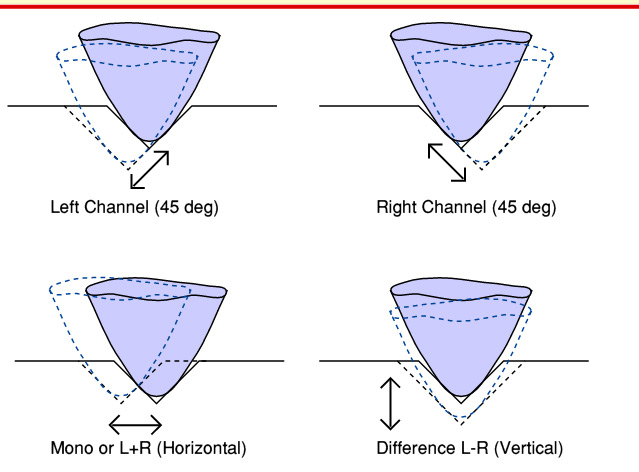 Left Channel (45 deg)
Right Channel (45 deg)
Mono or L+R (Horizontal)
Difference L-R (Vertical)